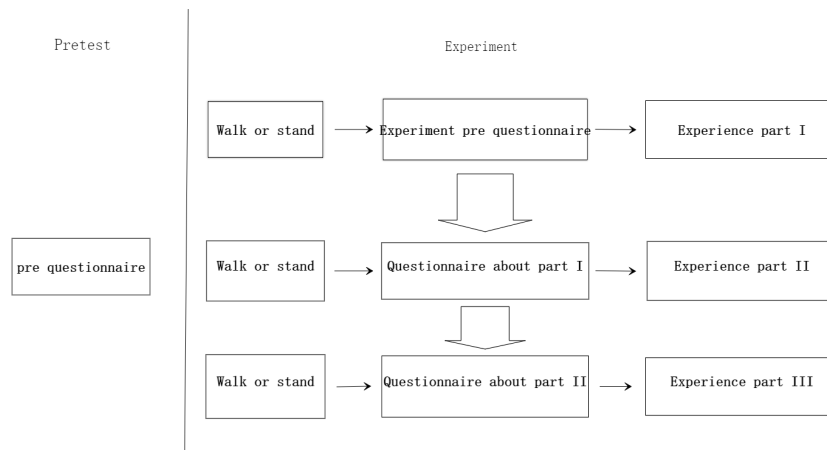 Pretest
Experiment
Walk or stand
Experiment pre questionnaire
Experience part I
pre questionnaire
Walk or stand
Questionnaire about part I
Experience part II
Walk or stand
Questionnaire about part II
Experience part III